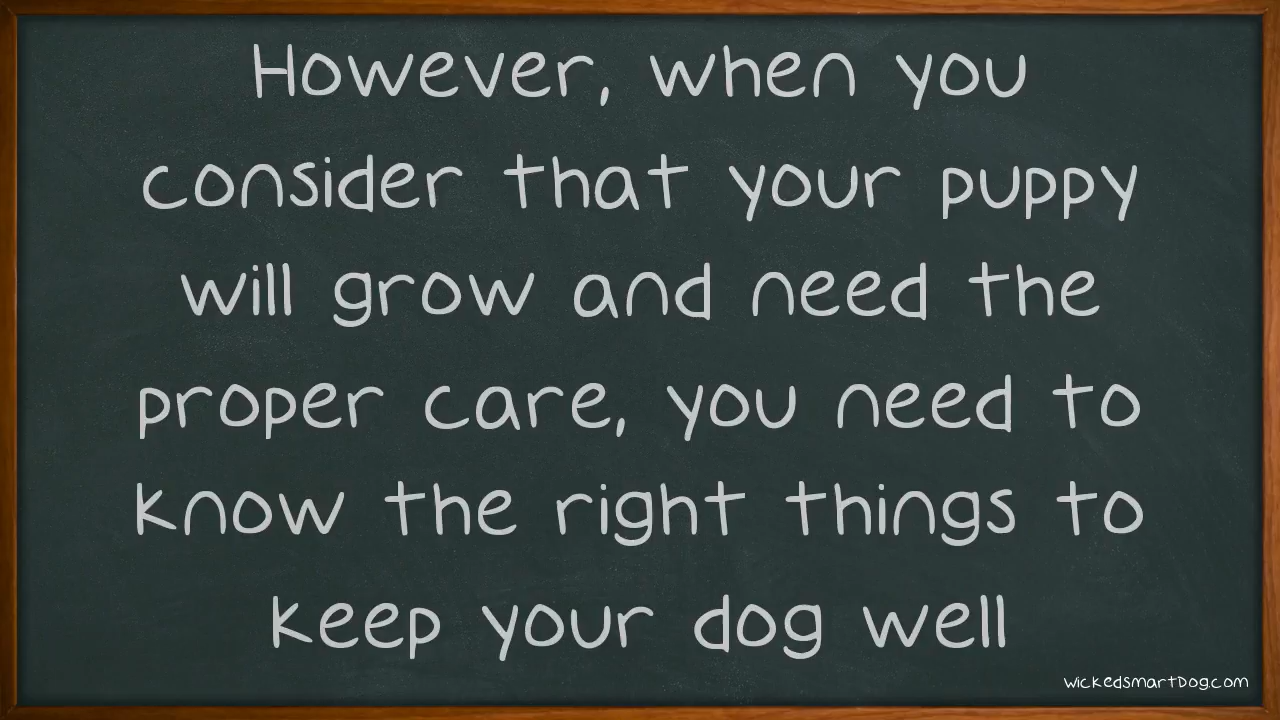 However, when you
consider that your puppy
will grow and need the
proper care, you need to
know the right things to
keep your dog well
wickedsmartDog.com